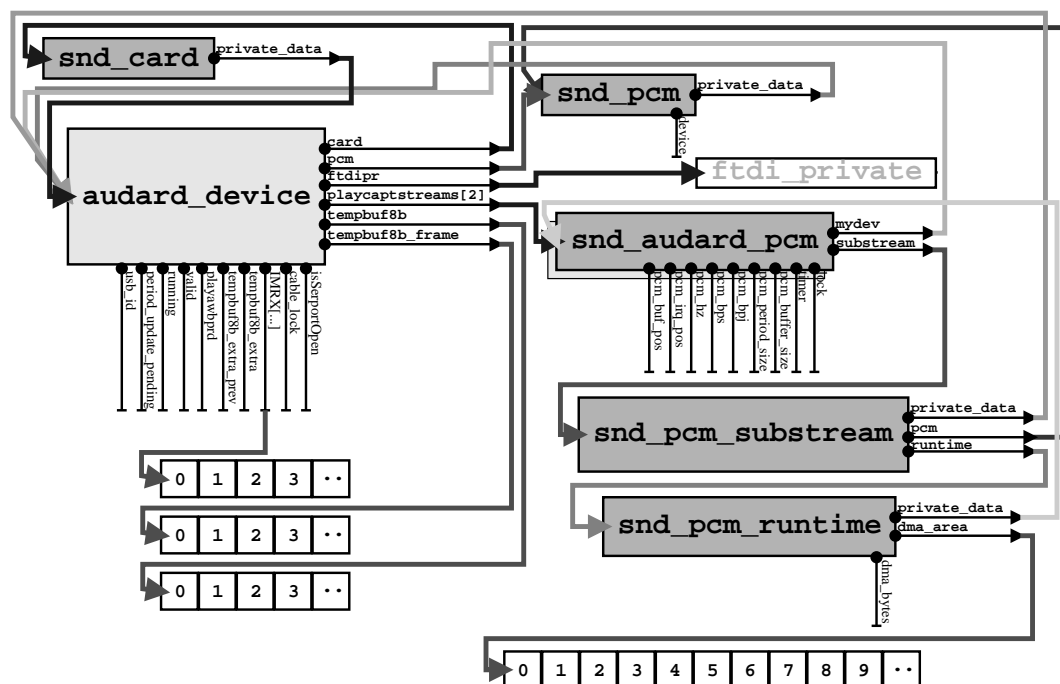 snd_card
private_data
snd_pcm
private_data
device
audard_device
card
pcm
ftdipr
playcaptstreams[2]
tempbuf8b
tempbuf8b_frame
ftdi_private
snd_audard_pcm
mydev
substream
usb_id
period_update_pending
running
valid
playawbprd
tempbuf8b_extra_prev
tempbuf8b_extra
IMRX[...]
cable_lock
isSerportOpen
pcm_buf_pos
pcm_irq_pos
pcm_hz
pcm_bps
pcm_bpj
pcm_period_size
pcm_buffer_size
timer
lock
snd_pcm_substream
private_data
pcm
runtime
0 1 2 3 ..
0 1 2 3 ..
0 1 2 3 ..
snd_pcm_runtime
private_data
dma_area
dma_bytes
0 1 2 3 4 5 6 7 8 9 ..